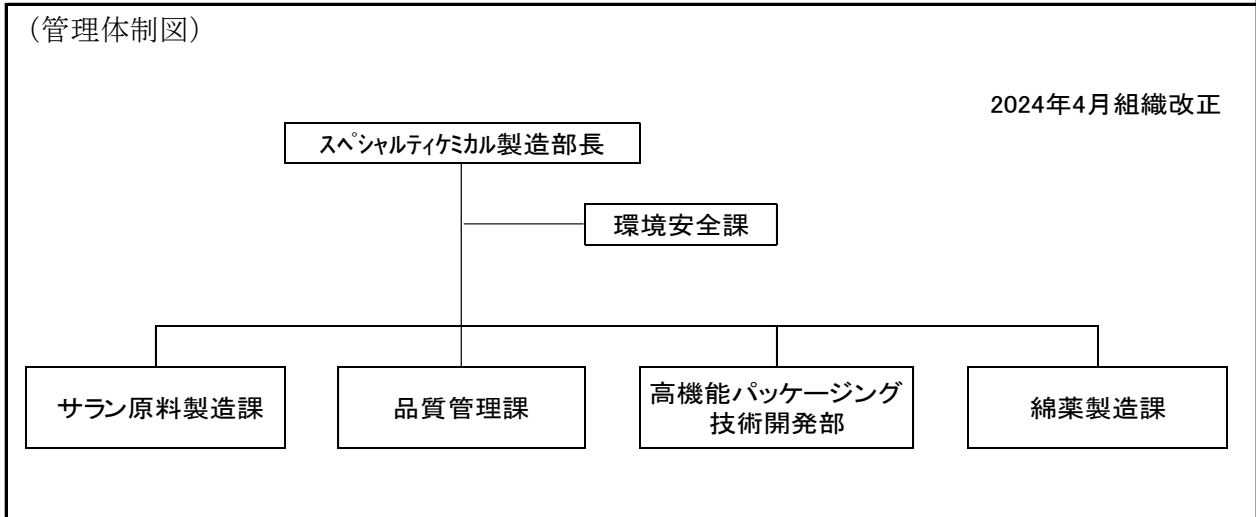 （管理体制図）
2024年4月組織改正
ｽﾍﾟｼｬﾙﾃｨｹﾐｶﾙ製造部長
環境安全課
サラン原料製造課
品質管理課
高機能パッケージング
技術開発部
綿薬製造課